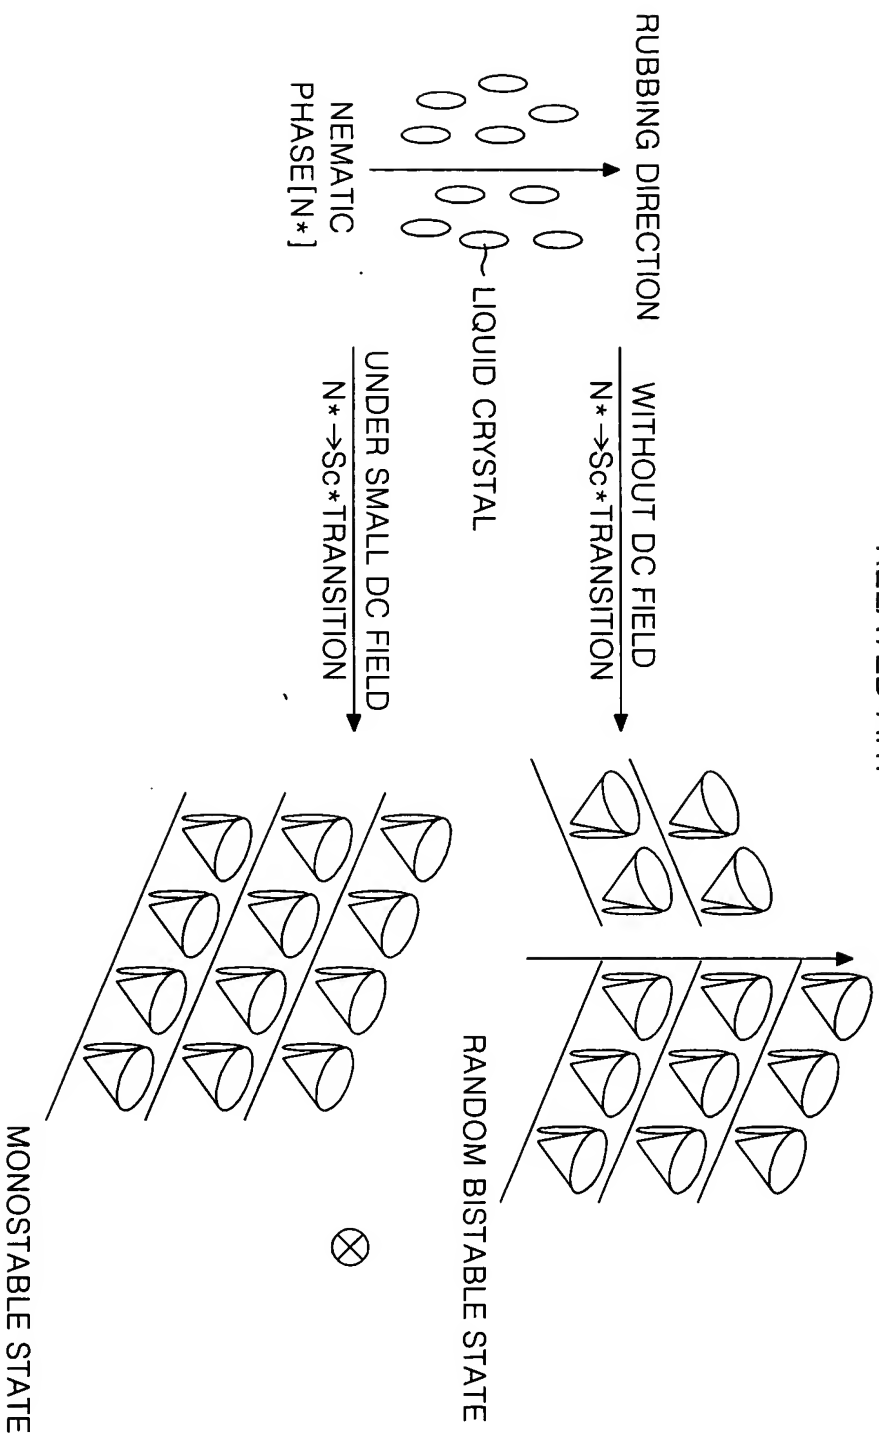 RUBBING DIRECTION
WITHOUT DC FIELD
N*→Sc*TRANSITION
LIQUID CRYSTAL
RANDOM BISTABLE STATE
UNDER SMALL DC FIELD
N*→Sc*TRANSITION
NEMATIC
PHASE[N*]
MONOSTABLE STATE